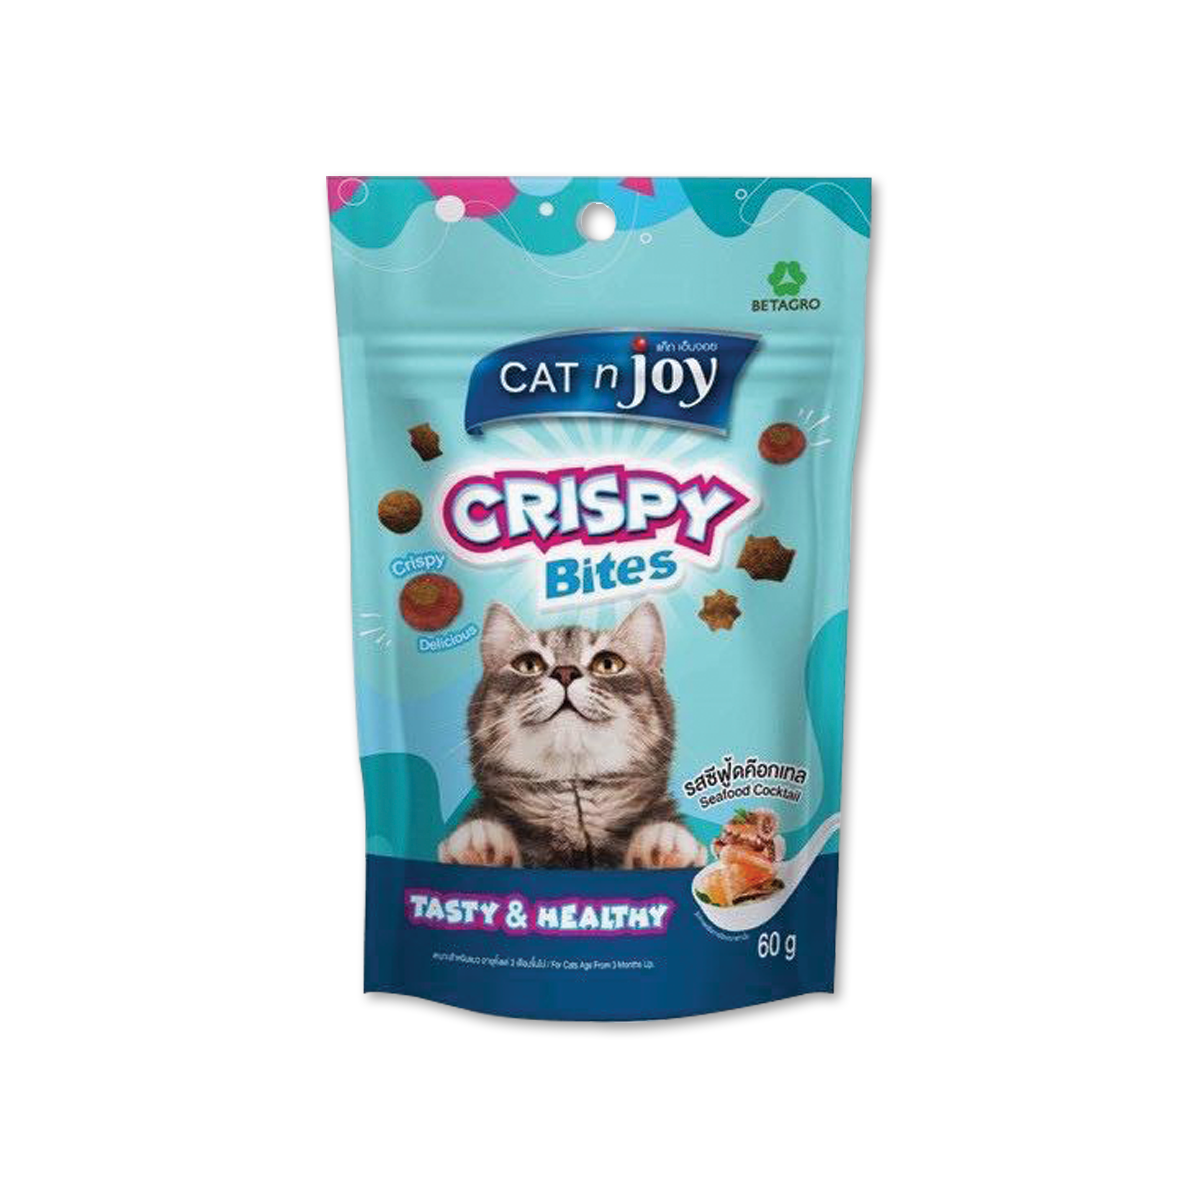 BETAGRO
แค็ท เอ็นจอย
CAT n joy
CRISPY
Bites
Crispy
Delicious
รสซีฟู้ดค๊อกเทล
Seafood Cocktail
TASTY & HEALTHY
60 g
For Cats Age From 3 Months Up.